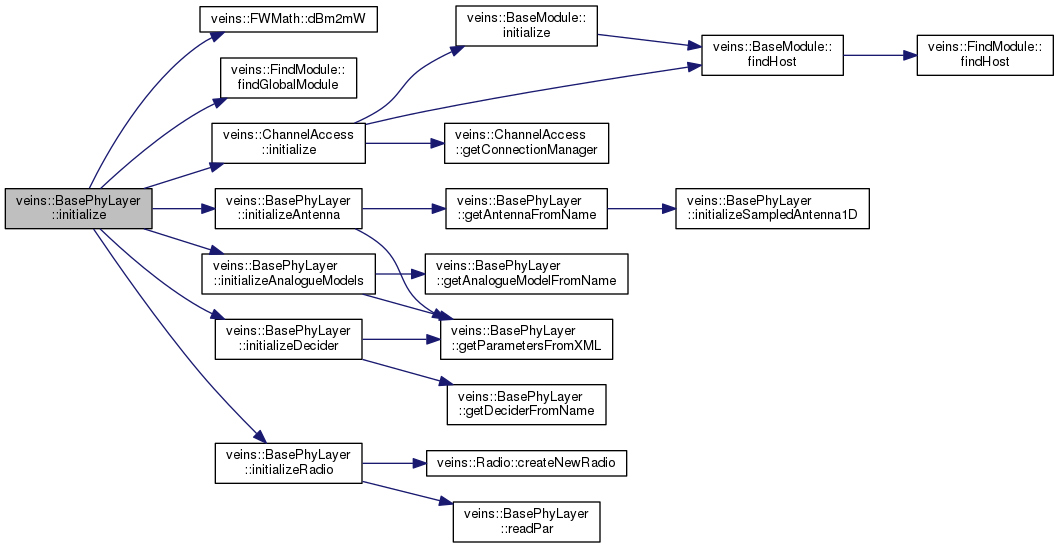 veins::BasePhyLayer
::initialize
veins::FWMath::dBm2mW
veins::FindModule::
findGlobalModule
veins::ChannelAccess
::initialize
veins::BaseModule::
initialize
veins::BaseModule::
findHost
veins::FindModule::
findHost
veins::ChannelAccess
::getConnectionManager
veins::BasePhyLayer
::initializeAntenna
veins::BasePhyLayer
::getAntennaFromName
veins::BasePhyLayer
::initializeSampledAntenna1D
veins::BasePhyLayer
::initializeAnalogueModels
veins::BasePhyLayer
::getAnalogueModelFromName
veins::BasePhyLayer
::initializeDecider
veins::BasePhyLayer
::getParametersFromXML
veins::BasePhyLayer
::getDeciderFromName
veins::BasePhyLayer
::initializeRadio
veins::Radio::createNewRadio
veins::BasePhyLayer
::readPar